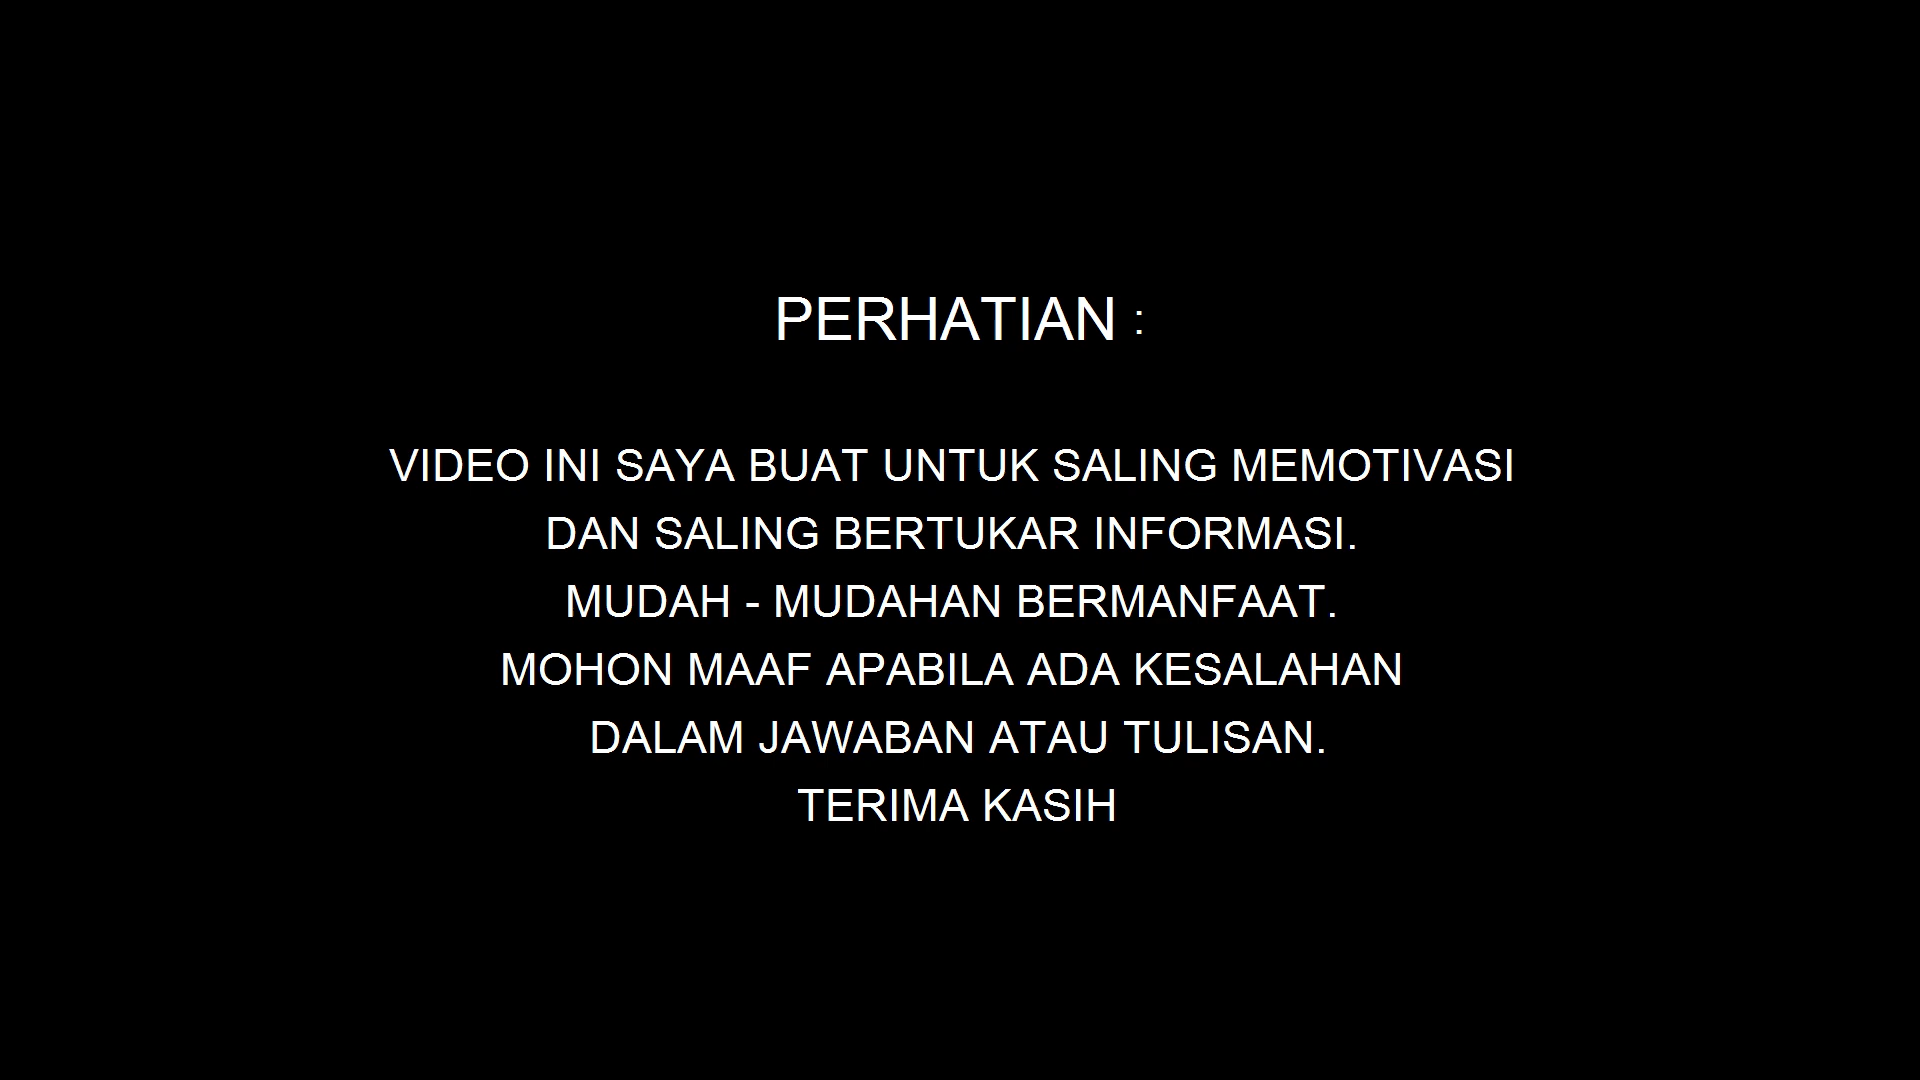 PERHATIAN :
VIDEO INI SAYA BUAT UNTUK SALING MEMOTIVASI
DAN SALING BERTUKAR INFORMASI.
MUDAH - MUDAHAN BERMANFAAT.
MOHON MAAF APABILA ADA KESALAHAN
DALAM JAWABAN ATAU TULISAN.
TERIMA KASIH